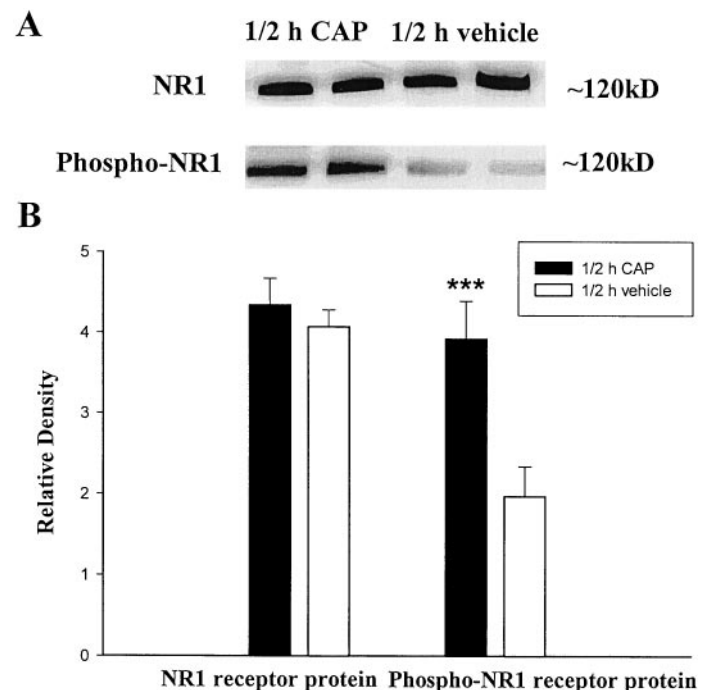 A
1/2 h CAP 1/2 h vehicle
NR1 ~120kD
Phospho-NR1 ~120kD
B
5
4
3
2
1
0
Relative Density
***
1/2 h CAP
1/2 h vehicle
NR1 receptor protein Phospho-NR1 receptor protein